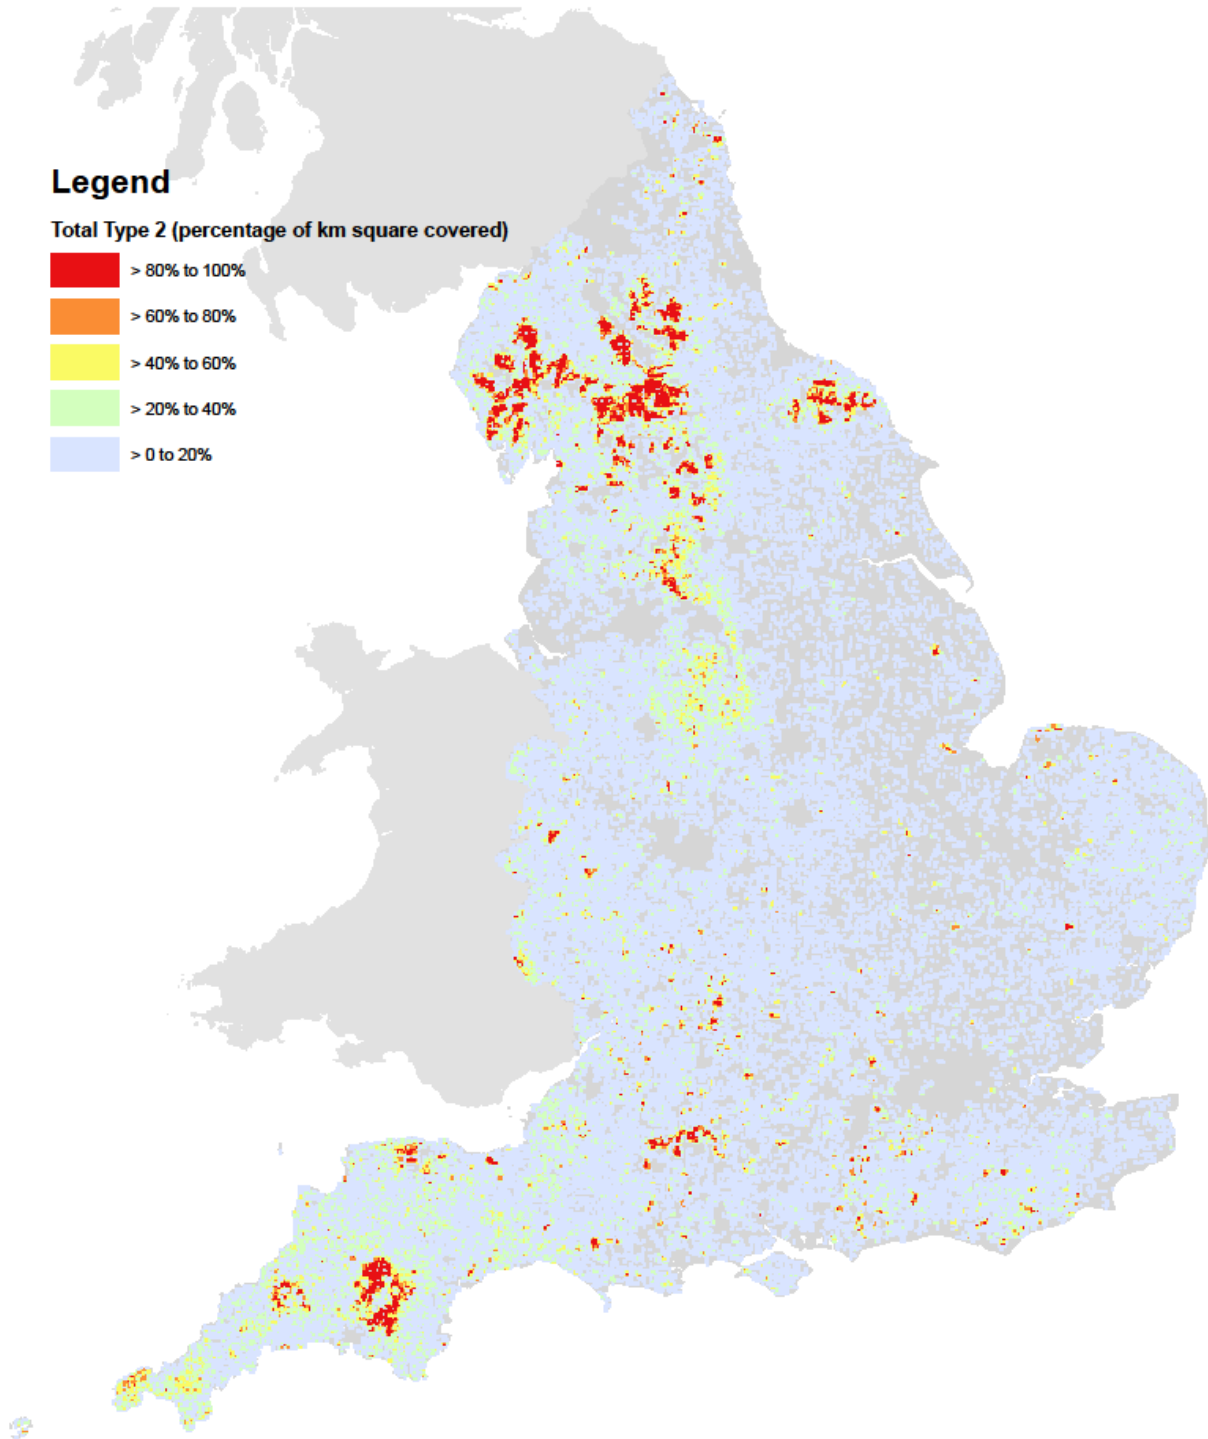 Legend
Total Type 2 (percentage of km square covered)
> 80% to 100%
> 60% to 80%
> 40% to 60%
> 20% to 40%
> 0 to 20%